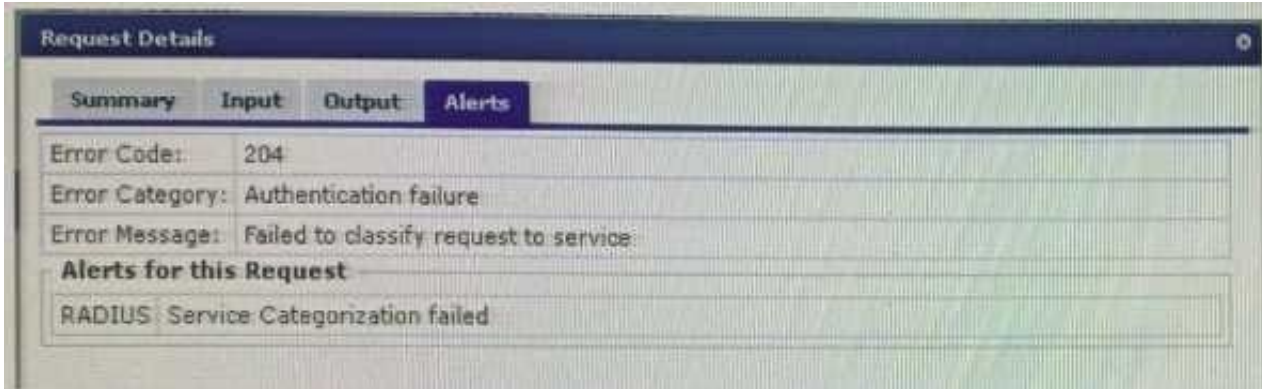 Request Details
Summary Input Output Alerts
Error Code: 204
Error Category: Authentication failure
Error Message: Failed to classify request to service
Alerts for this Request
RADIUS Service Categorization failed